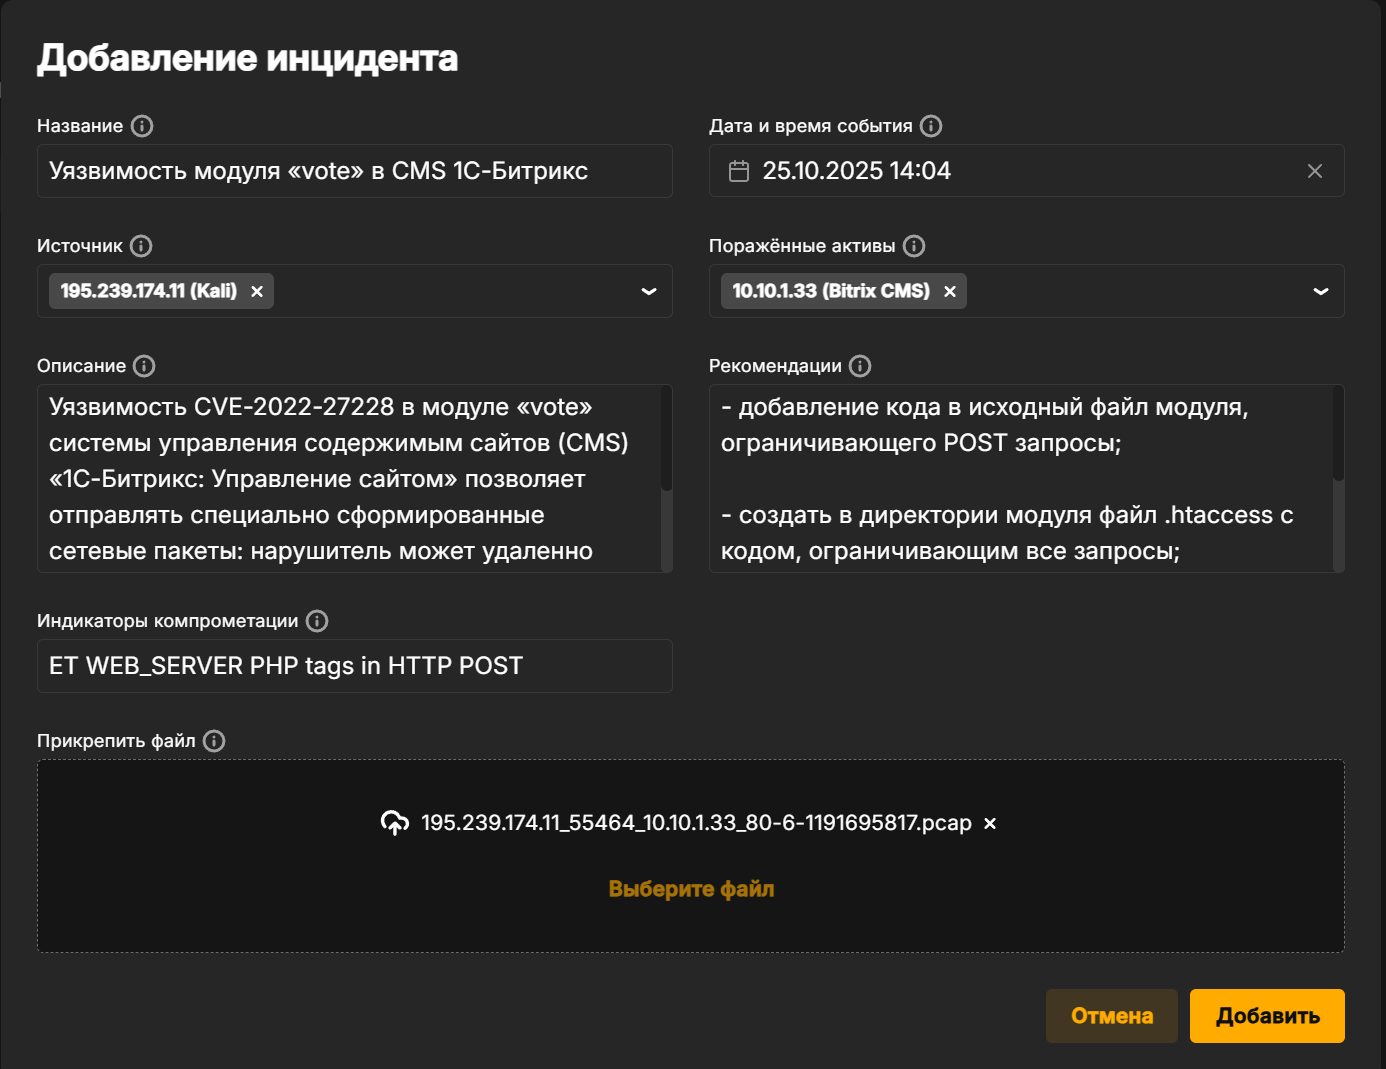 Добавление инцидента
Название
Дата и время события
Уязвимость модуля «vote» в CMS 1С-Битрикс
25.10.2025 14:04
Источник
Поражённые активы
195.239.174.11 (Kali)
10.10.1.33 (Bitrix CMS)
Описание
Уязвимость CVE-2022-27228 в модуле «vote»
системы управления содержимым сайтов (CMS)
«1С-Битрикс: Управление сайтом» позволяет
отправлять специально сформированные
сетевые пакеты: нарушитель может удаленно
Рекомендации
- добавление кода в исходный файл модуля,
ограничивающего POST запросы;
- создать в директории модуля файл .htaccess с
кодом, ограничивающим все запросы;
Индикаторы компрометации
ET WEB_SERVER PHP tags in HTTP POST
Прикрепить файл
195.239.174.11_55464_10.10.1.33_80-6-1191695817.pcap
Выберите файл
Отмена
Добавить